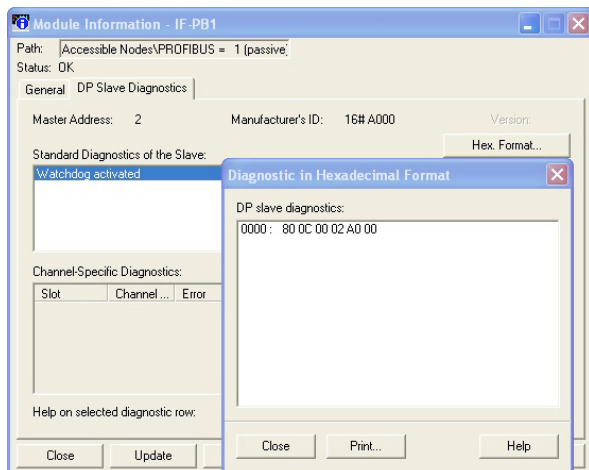 Module Information - IF-PB1
Path: Accessible Nodes\PROFIBUS = 1 (passive)
Status: OK
General DP Slave Diagnostics
Master Address: 2 Manufacturer's ID: 16# A000 Version:
Hex. Format...
Standard Diagnostics of the Slave:
Watchdog activated
Diagnostic in Hexadecimal Format
DP slave diagnostics:
0000 : 80 0C 00 02 A0 00
Channel-Specific Diagnostics:
Slot Channel ... Error
Help on selected diagnostic row:
Close Print... Help
Close Update